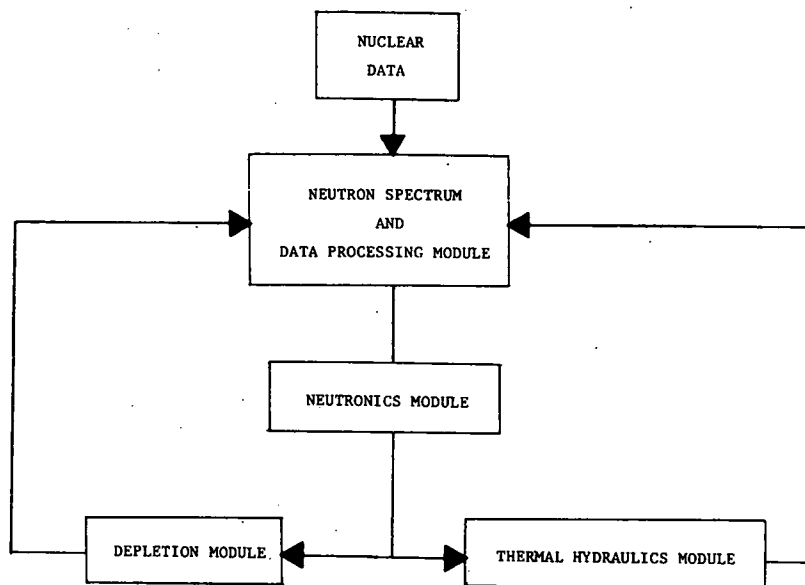 NUCLEAR
DATA
NEUTRON SPECTRUM
AND
DATA PROCESSING MODULE
NEUTRONICS MODULE
DEPLETION MODULE
THERMAL HYDRAULICS MODULE